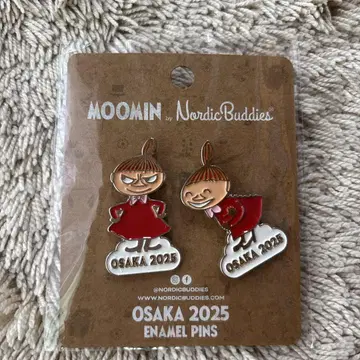 MOOMIN by NordicBuddies
OSAKA 2025
OSAKA 2025
@NORDICBUDDIES
WWW.NORDICBUDDIES.COM
OSAKA 2025
ENAMEL PINS